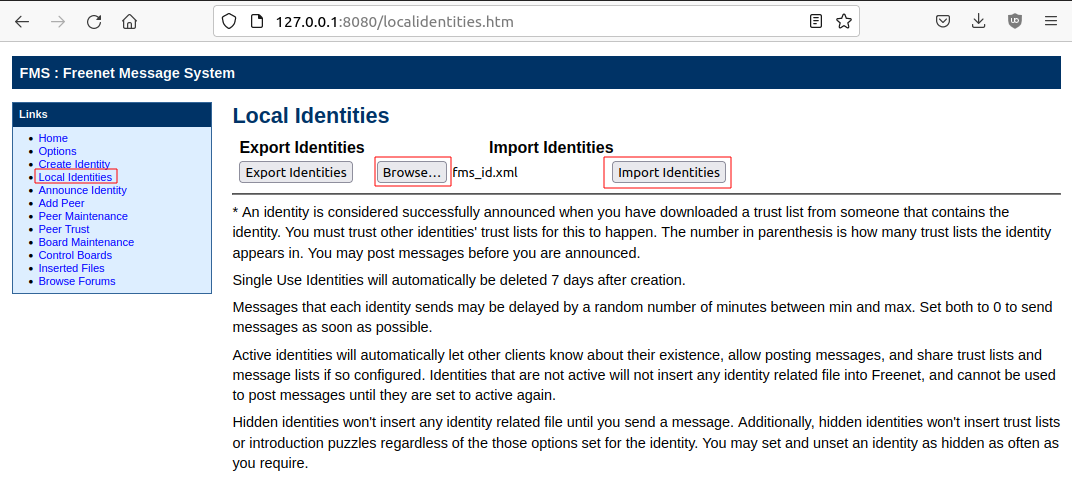 127.0.0.1:8080/localidentities.htm
FMS : Freenet Message System
Links
Home
Options
Create Identity
Local Identities
Announce Identity
Add Peer
Peer Maintenance
Peer Trust
Board Maintenance
Control Boards
Inserted Files
Browse Forums
Local Identities
Export Identities Import Identities
Export Identities Browse... fms_id.xml Import Identities
* An identity is considered successfully announced when you have downloaded a trust list from someone that contains the
identity. You must trust other identities' trust lists for this to happen. The number in parenthesis is how many trust lists the identity
appears in. You may post messages before you are announced.
Single Use Identities will automatically be deleted 7 days after creation.
Messages that each identity sends may be delayed by a random number of minutes between min and max. Set both to 0 to send
messages as soon as possible.
Active identities will automatically let other clients know about their existence, allow posting messages, and share trust lists and
message lists if so configured. Identities that are not active will not insert any identity related file into Freenet, and cannot be used
to post messages until they are set to active again.
Hidden identities won't insert any identity related file until you send a message. Additionally, hidden identities won't insert trust lists
or introduction puzzles regardless of the those options set for the identity. You may set and unset an identity as hidden as often as
you require.